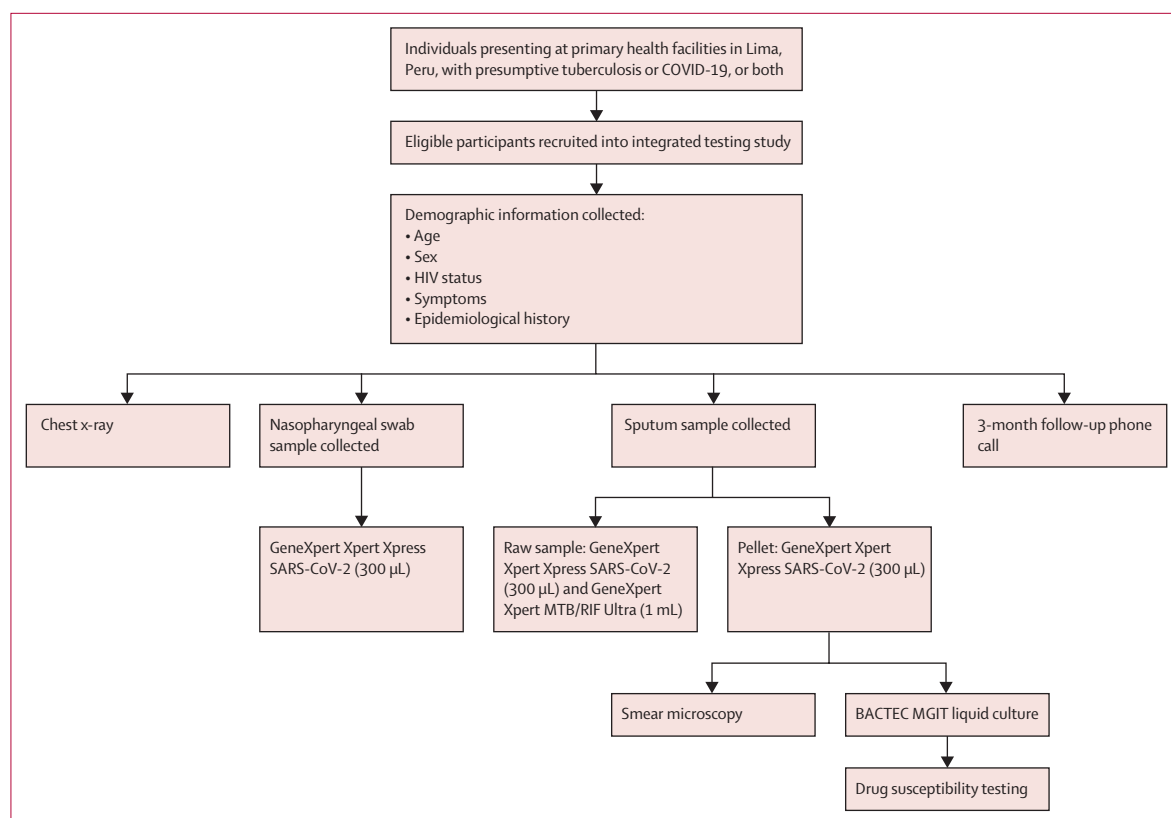 Individuals presenting at primary health facilities in Lima,
Peru, with presumptive tuberculosis or COVID-19, or both
Eligible participants recruited into integrated testing study
Demographic information collected:
• Age
• Sex
• HIV status
• Symptoms
• Epidemiological history
Chest x-ray
Nasopharyngeal swab
sample collected
Sputum sample collected
3-month follow-up phone
call
GeneXpert Xpert Xpress
SARS-CoV-2 (300 µL)
Raw sample: GeneXpert
Xpert Xpress SARS-CoV-2
(300 µL) and GeneXpert
Xpert MTB/RIF Ultra (1 mL)
Pellet: GeneXpert Xpert
Xpress SARS-CoV-2 (300 µL)
Smear microscopy
BACTEC MGIT liquid culture
Drug susceptibility testing